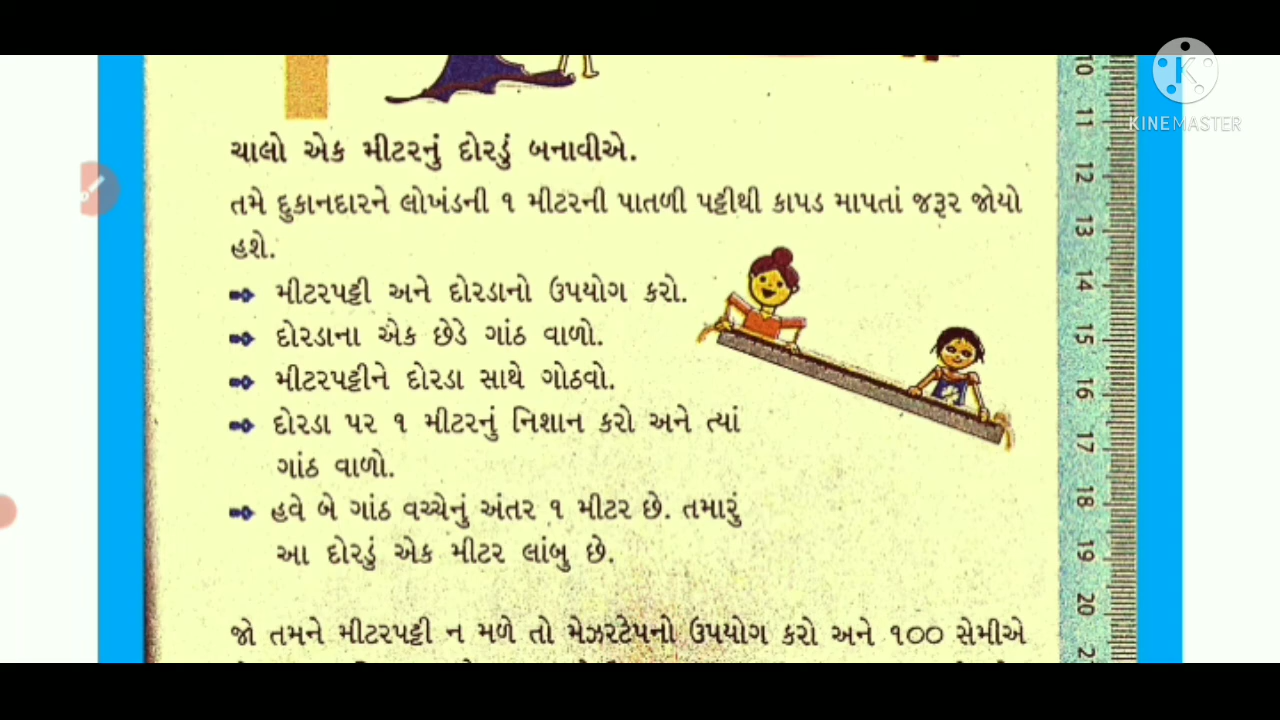 ચાલો એક મીટરનું દોરડું બનાવીએ.
તમે દુકાનદારને લોખંડની ૧ મીટરની પાતળી પટ્ટીથી કાપડ માપતાં જરૂર જોયો
હશે.
મીટરપટ્ટી અને દોરડાનો ઉપયોગ કરો.
દોરડાના એક છેડે ગાંઠ વાળો.
મીટરપટ્ટીને દોરડા સાથે ગોઠવો.
દોરડા પર ૧ મીટરનું નિશાન કરો અને ત્યાં
ગાંઠ વાળો.
હવે બે ગાંઠ વચ્ચેનું અંતર ૧ મીટર છે. તમારું
આ દોરડું એક મીટર લાંબુ છે.
જો તમને મીટરપટ્ટી ન મળે તો મેઝરટેપનો ઉપયોગ કરો અને ૧૦૦ સેમીએ
10
11
12
13
14
15
16
17
18
19
20
KINEMASTER